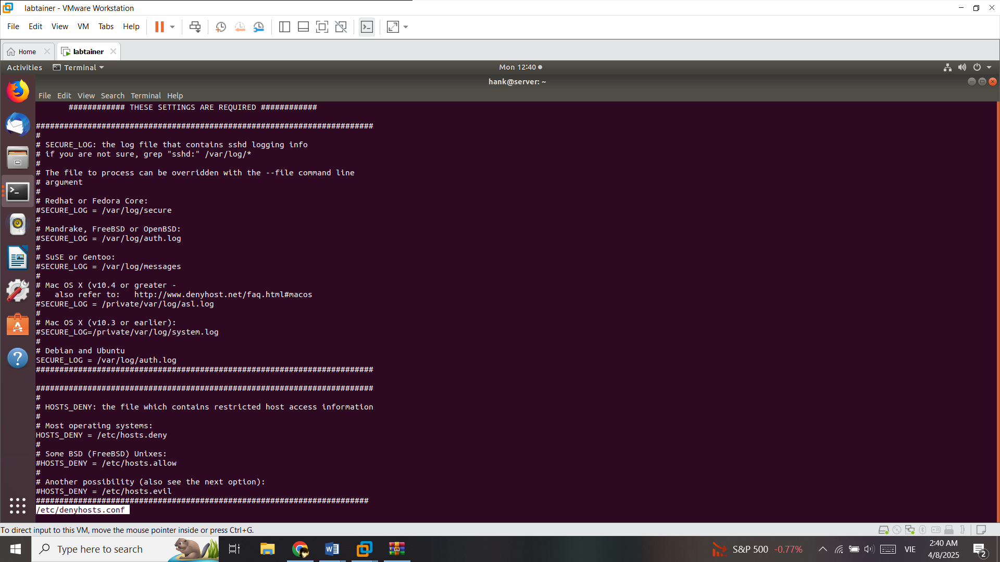 labtainer - VMware Workstation
File Edit View VM Tabs Help
Home labtainer
Activities Terminal Mon 12:40
hank@server: ~
File Edit View Search Terminal Help
############ THESE SETTINGS ARE REQUIRED ############
########################################################################
#
# SECURE_LOG: the log file that contains sshd logging info
# if you are not sure, grep "sshd:" /var/log/*
#
# The file to process can be overridden with the --file command line
# argument
#
# Redhat or Fedora Core:
#SECURE_LOG = /var/log/secure
#
# Mandrake, FreeBSD or OpenBSD:
#SECURE_LOG = /var/log/auth.log
#
# SuSE or Gentoo:
#SECURE_LOG = /var/log/messages
#
# Mac OS X (v10.4 or greater -
#   also refer to:   http://www.denyhost.net/faq.html#macos
#SECURE_LOG = /private/var/log/asl.log
#
# Mac OS X (v10.3 or earlier):
#SECURE_LOG=/private/var/log/system.log
#
# Debian and Ubuntu
SECURE_LOG = /var/log/auth.log
########################################################################
########################################################################
#
# HOSTS_DENY: the file which contains restricted host access information
#
# Most operating systems:
HOSTS_DENY = /etc/hosts.deny
#
# Some BSD (FreeBSD) Unixes:
#HOSTS_DENY = /etc/hosts.allow
#
# Another possibility (also see the next option):
#HOSTS_DENY = /etc/hosts.evil
#######################################################################
/etc/denyhosts.conf
To direct input to this VM, move the mouse pointer inside or press Ctrl+G.
Type here to search
S&P 500 -0.77%
VIE
2:40 AM
4/8/2025
2